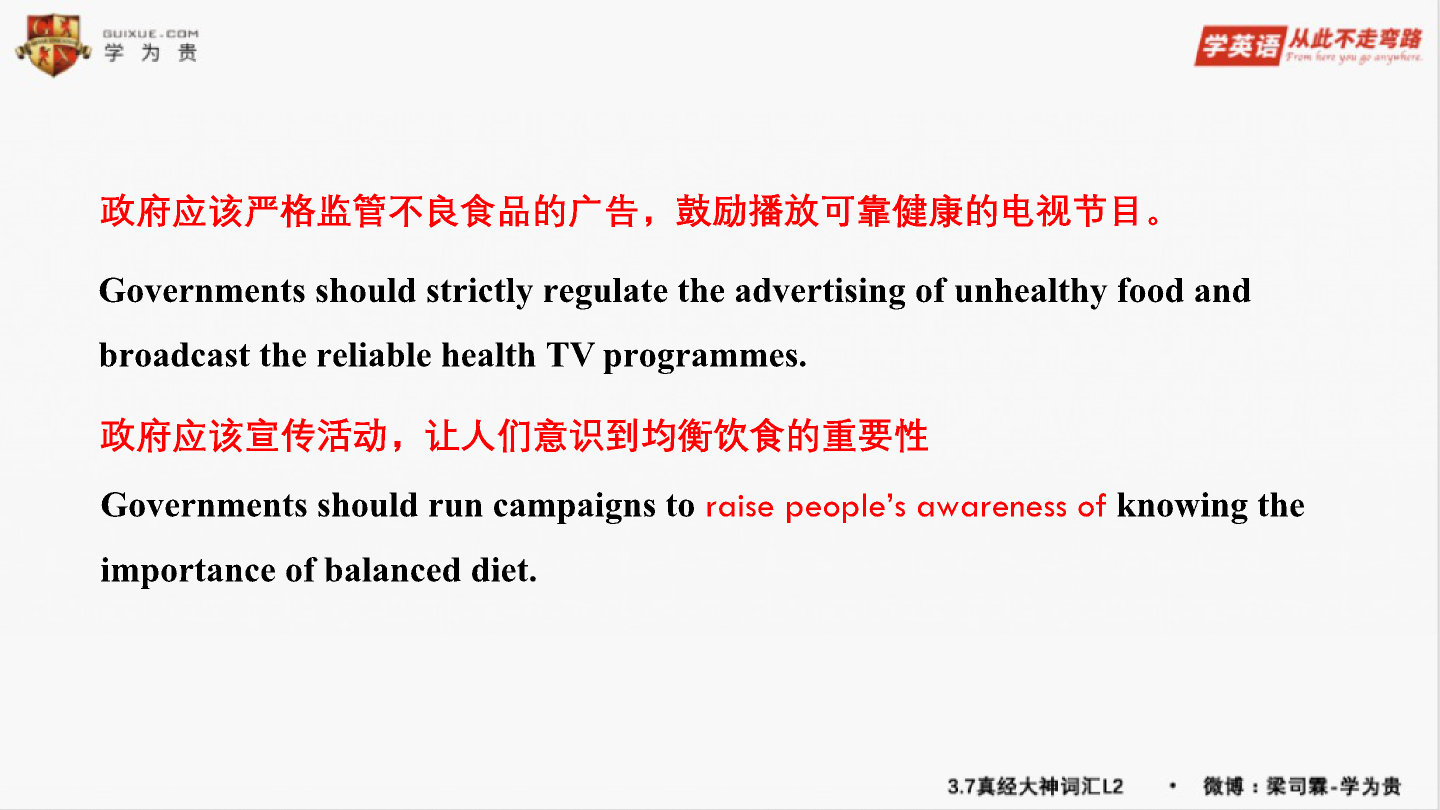 GUIXUE.COM
学为贵
学英语 从此不走弯路
From here you go anywhere.
政府应该严格监管不良食品的广告，鼓励播放可靠健康的电视节目。
Governments should strictly regulate the advertising of unhealthy food and
broadcast the reliable health TV programmes.
政府应该宣传活动，让人们意识到均衡饮食的重要性
Governments should run campaigns to raise people’s awareness of knowing the
importance of balanced diet.
3.7真经大神词汇L2 • 微博：梁司霖-学为贵